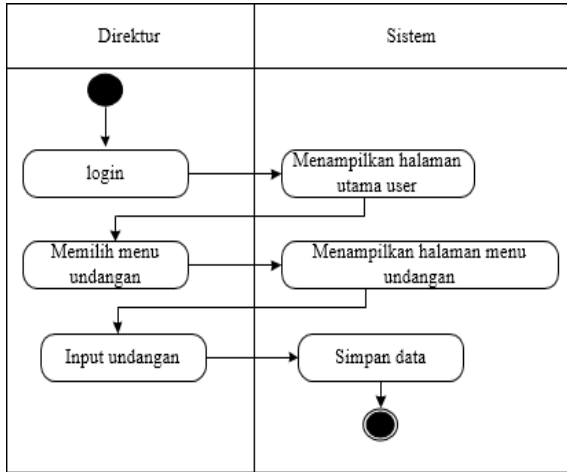 Direktur
Sistem
login
Menampilkan halaman
utama user
Memilih menu
undangan
Menampilkan halaman menu
undangan
Input undangan
Simpan data